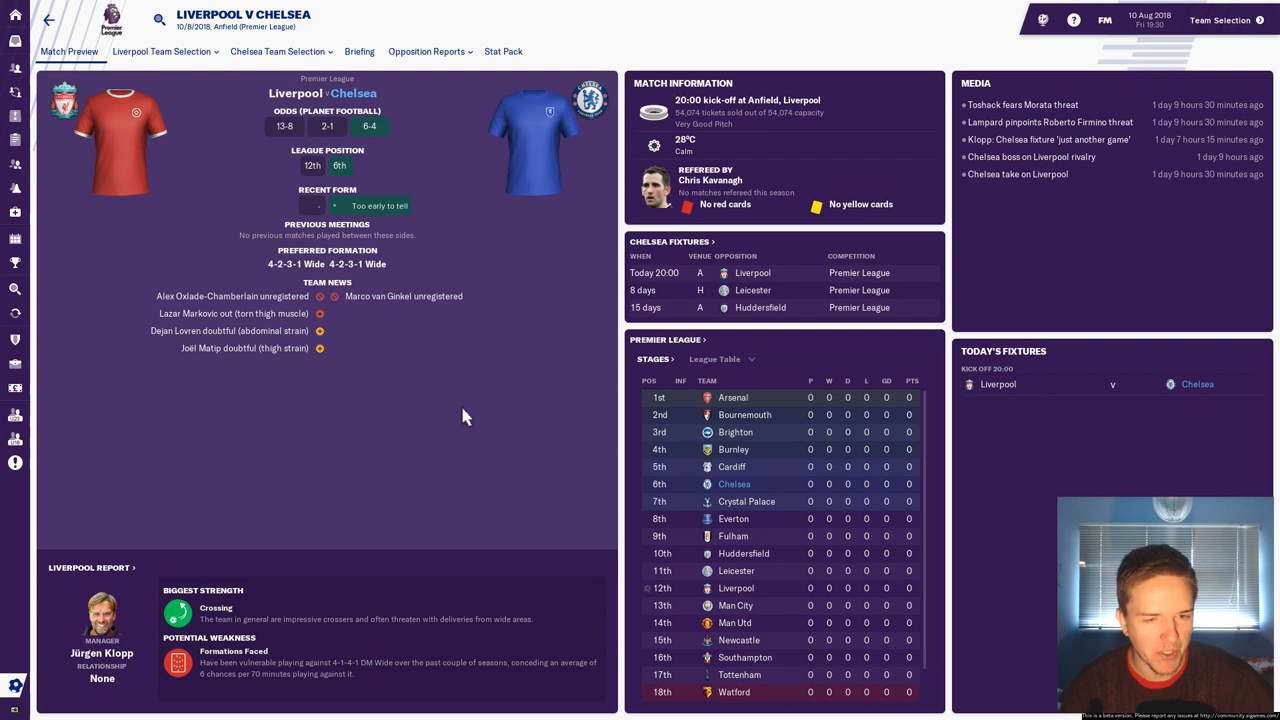 LIVERPOOL V CHELSEA
10/8/2018, Anfield (Premier League)
Premier League
10 Aug 2018
Fri 19:30
FM
Team Selection
Match Preview
Liverpool Team Selection
Chelsea Team Selection
Briefing
Opposition Reports
Stat Pack
Premier League
Liverpool v Chelsea
ODDS (PLANET FOOTBALL)
13-8 2-1 6-4
LEAGUE POSITION
12th 6th
RECENT FORM
- Too early to tell
PREVIOUS MEETINGS
No previous matches played between these sides.
PREFERRED FORMATION
4-2-3-1 Wide 4-2-3-1 Wide
TEAM NEWS
Alex Oxlade-Chamberlain unregistered Marco van Ginkel unregistered
Lazar Markovic out (torn thigh muscle)
Dejan Lovren doubtful (abdominal strain)
Joël Matip doubtful (thigh strain)
LIVERPOOL REPORT >
MANAGER
Jürgen Klopp
RELATIONSHIP
None
BIGGEST STRENGTH
Crossing
The team in general are impressive crossers and often threaten with deliveries from wide areas.
POTENTIAL WEAKNESS
Formations Faced
Have been vulnerable playing against 4-1-4-1 DM Wide over the past couple of seasons, conceding an average of
6 chances per 70 minutes playing against it.
MATCH INFORMATION
20:00 kick-off at Anfield, Liverpool
54,074 tickets sold out of 54,074 capacity
Very Good Pitch
28°C
Calm
REFEREED BY
Chris Kavanagh
No matches refereed this season
No red cards No yellow cards
CHELSEA FIXTURES >
WHEN VENUE OPPOSITION COMPETITION
Today 20:00 A Liverpool Premier League
8 days H Leicester Premier League
15 days A Huddersfield Premier League
PREMIER LEAGUE >
STAGES > League Table
POS INF TEAM P W D L GD PTS
1st Arsenal 0 0 0 0 0 0
2nd Bournemouth 0 0 0 0 0 0
3rd Brighton 0 0 0 0 0 0
4th Burnley 0 0 0 0 0 0
5th Cardiff 0 0 0 0 0 0
6th Chelsea 0 0 0 0 0 0
7th Crystal Palace 0 0 0 0 0 0
8th Everton 0 0 0 0 0 0
9th Fulham 0 0 0 0 0 0
10th Huddersfield 0 0 0 0 0 0
11th Leicester 0 0 0 0 0 0
12th Liverpool 0 0 0 0 0 0
13th Man City 0 0 0 0 0 0
14th Man Utd 0 0 0 0 0 0
15th Newcastle 0 0 0 0 0 0
16th Southampton 0 0 0 0 0 0
17th Tottenham 0 0 0 0 0 0
18th Watford 0 0 0 0 0 0
MEDIA
Toshack fears Morata threat 1 day 9 hours 30 minutes ago
Lampard pinpoints Roberto Firmino threat 1 day 9 hours 30 minutes ago
Klopp: Chelsea fixture 'just another game' 1 day 7 hours 15 minutes ago
Chelsea boss on Liverpool rivalry 1 day 9 hours ago
Chelsea take on Liverpool 1 day 9 hours 30 minutes ago
TODAY'S FIXTURES
KICK OFF 20:00
Liverpool v Chelsea
This is a beta version. Please report any issues at http://community.sigames.com/